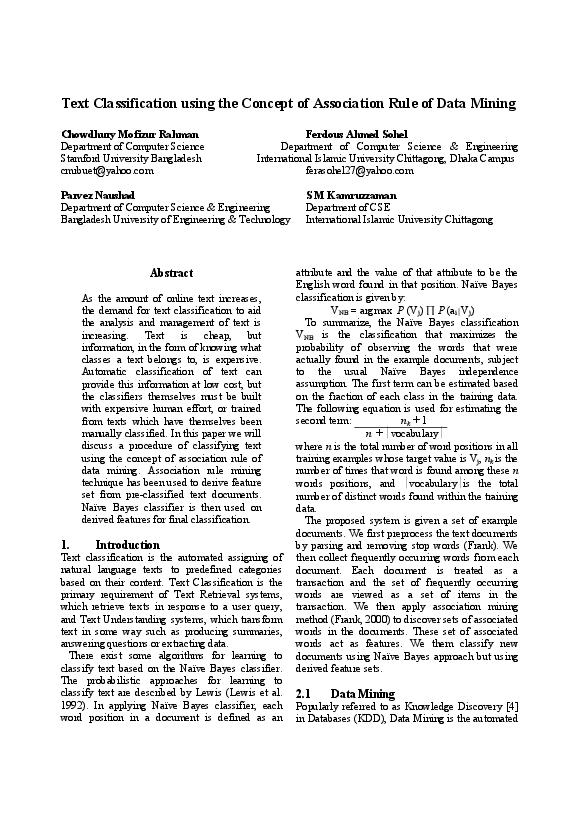 Text Classification using the Concept of Association Rule of Data Mining
Chowdhury Mofizur Rahman
Department of Computer Science
Stamford University Bangladesh
cmrbuet@yahoo.com
Ferdous Ahmed Sohel
Department of Computer Science & Engineering
International Islamic University Chittagong, Dhaka Campus
ferasohel27@yahoo.com
Parvez Naushad
Department of Computer Science & Engineering
Bangladesh University of Engineering & Technology
S M Kamruzzaman
Department of CSE
International Islamic University Chittagong
Abstract
As the amount of online text increases,
the demand for text classification to aid
the analysis and management of text is
increasing. Text is cheap, but
information, in the form of knowing what
classes a text belongs to, is expensive.
Automatic classification of text can
provide this information at low cost, but
the classifiers themselves must be built
with expensive human effort, or trained
from texts which have themselves been
manually classified. In this paper we will
discuss a procedure of classifying text
using the concept of association rule of
data mining. Association rule mining
technique has been used to derive feature
set from pre-classified text documents.
Naïve Bayes classifier is then used on
derived features for final classification.
1. Introduction
Text classification is the automated assigning of
natural language texts to predefined categories
based on their content. Text Classification is the
primary requirement of Text Retrieval systems,
which retrieve texts in response to a user query,
and Text Understanding systems, which transform
text in some way such as producing summaries,
answering questions or extracting data.
There exist some algorithms for learning to
classify text based on the Naïve Bayes classifier.
The probabilistic approaches for learning to
classify text are described by Lewis (Lewis et al.
1992). In applying Naïve Bayes classifier, each
word position in a document is defined as an
attribute and the value of that attribute to be the
English word found in that position. Naïve Bayes
classification is given by:
V_NB = argmax P (V_j) ∏ P (a_i | V_j)
To summarize, the Naïve Bayes classification
V_NB is the classification that maximizes the
probability of observing the words that were
actually found in the example documents, subject
to the usual Naïve Bayes independence
assumption. The first term can be estimated based
on the fraction of each class in the training data.
The following equation is used for estimating the
second term: n_k + 1
n + | vocabulary |
where n is the total number of word positions in all
training examples whose target value is V_j, n_k is the
number of times that word is found among these n
words positions, and | vocabulary | is the total
number of distinct words found within the training
data.
The proposed system is given a set of example
documents. We first preprocess the text documents
by parsing and removing stop words (Frank). We
then collect frequently occurring words from each
document. Each document is treated as a
transaction and the set of frequently occurring
words are viewed as a set of items in the
transaction. We then apply association mining
method (Frank, 2000) to discover sets of associated
words in the documents. These set of associated
words act as features. We them classify new
documents using Naïve Bayes approach but using
derived feature sets.
2.1 Data Mining
Popularly referred to as Knowledge Discovery [4]
in Databases (KDD), Data Mining is the automated